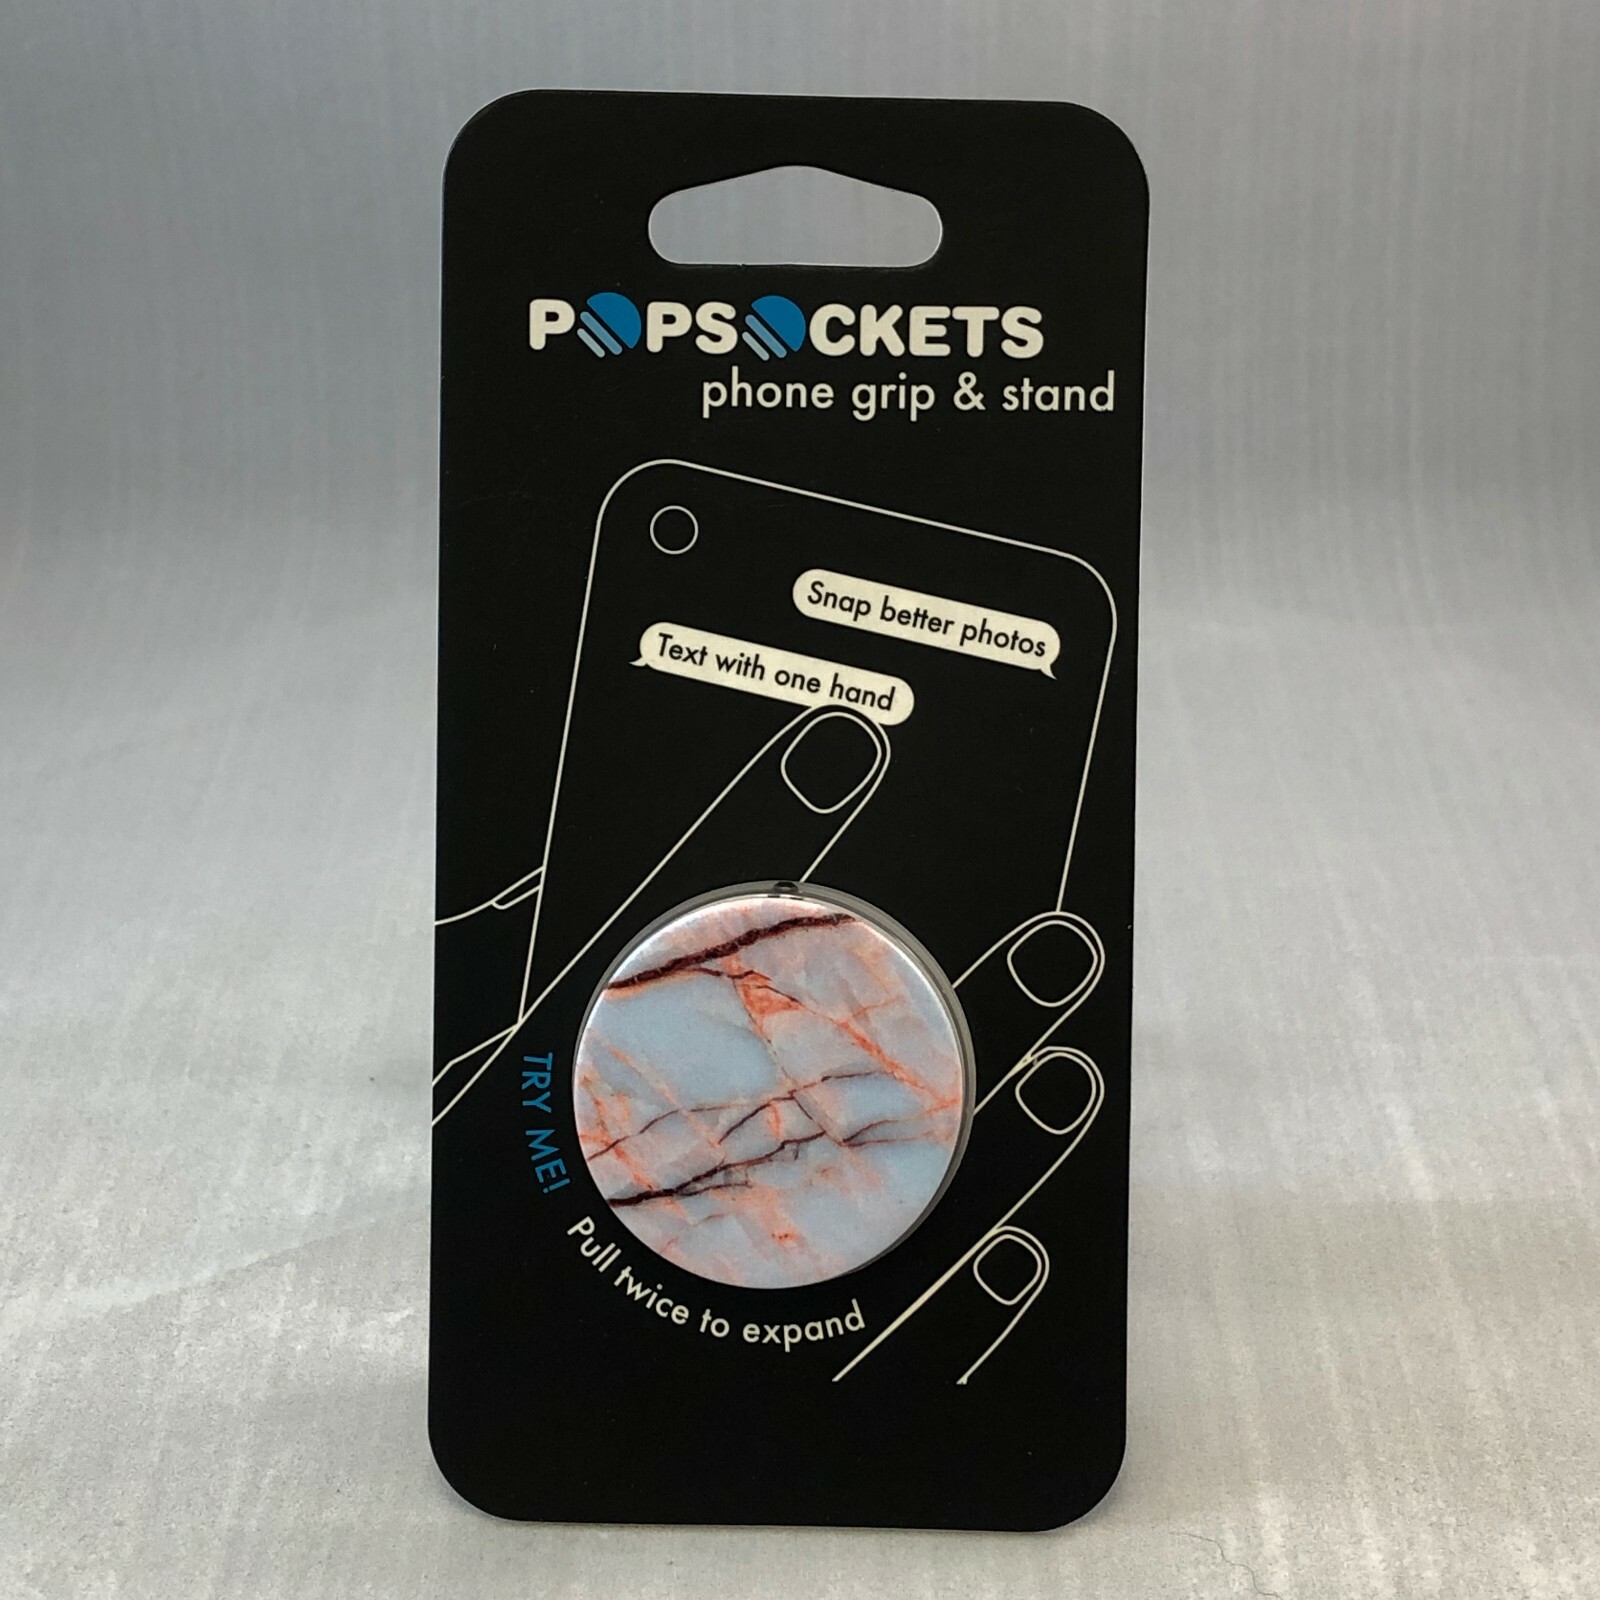 POPSOCKETS
phone grip & stand
Snap better photos
Text with one hand
TRY ME!
Pull twice to expand